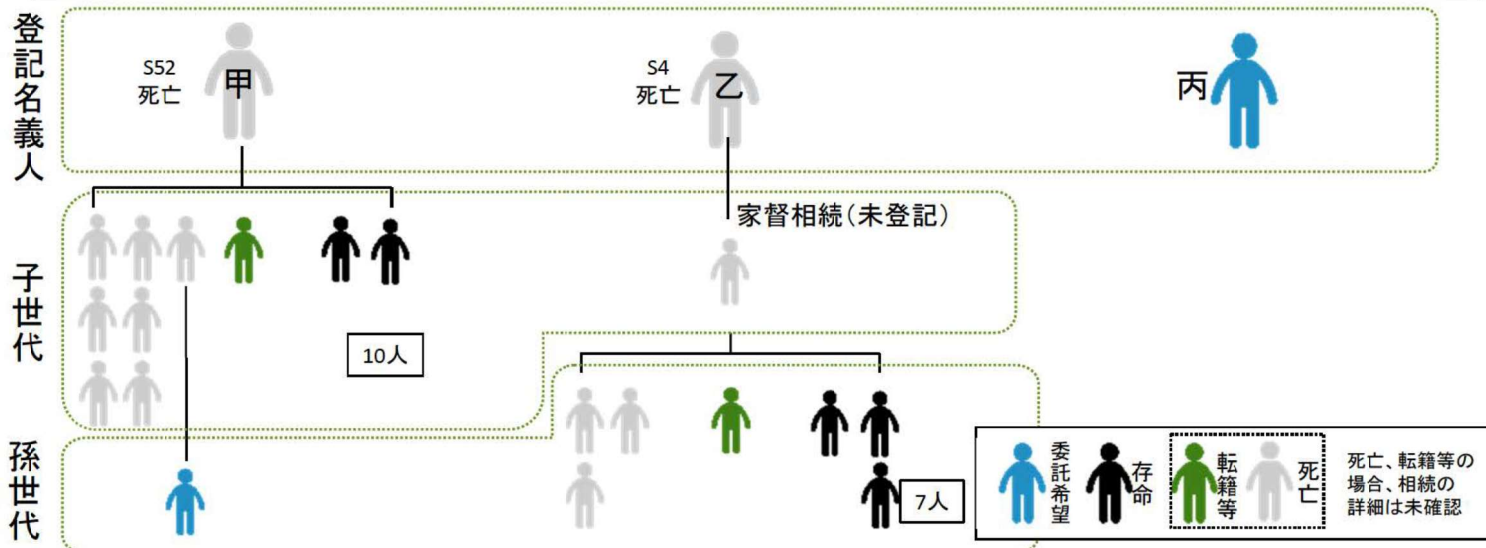 登記名義人
S52
死亡
甲
S4
死亡
乙
丙
子世代
家督相続(未登記)
10人
孫世代
7人
委託希望
存命
転籍等
死亡
死亡、転籍等の
場合、相続の
詳細は未確認